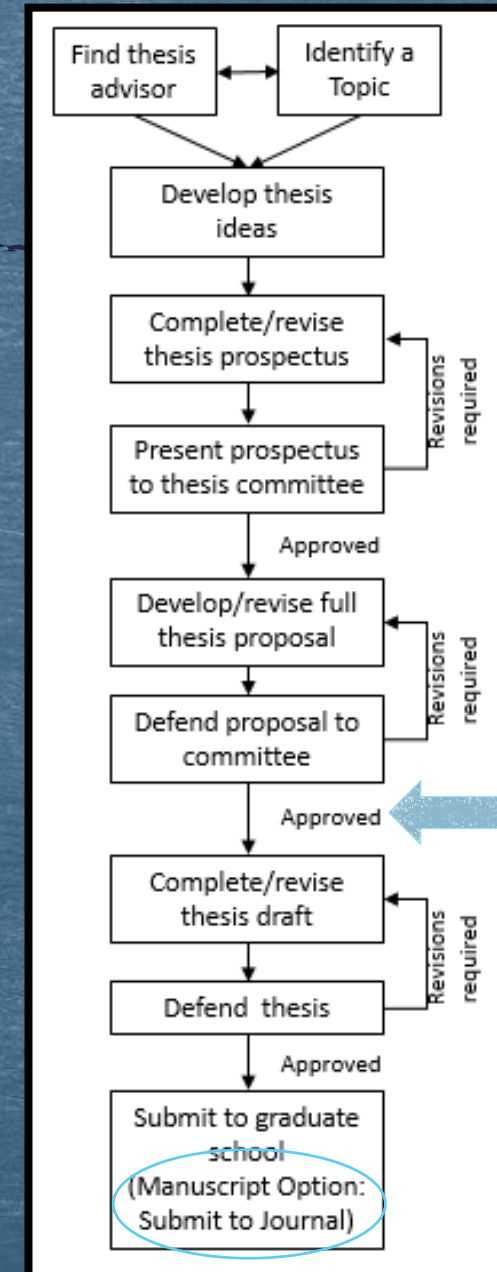 Find thesis
advisor
Identify a
Topic
Develop thesis
ideas
Complete/revise
thesis prospectus
Revisions
required
Present prospectus
to thesis committee
Approved
Develop/revise full
thesis proposal
Revisions
required
Defend proposal to
committee
Approved
Complete/revise
thesis draft
Revisions
required
Defend thesis
Approved
Submit to graduate
school
(Manuscript Option:
Submit to Journal)